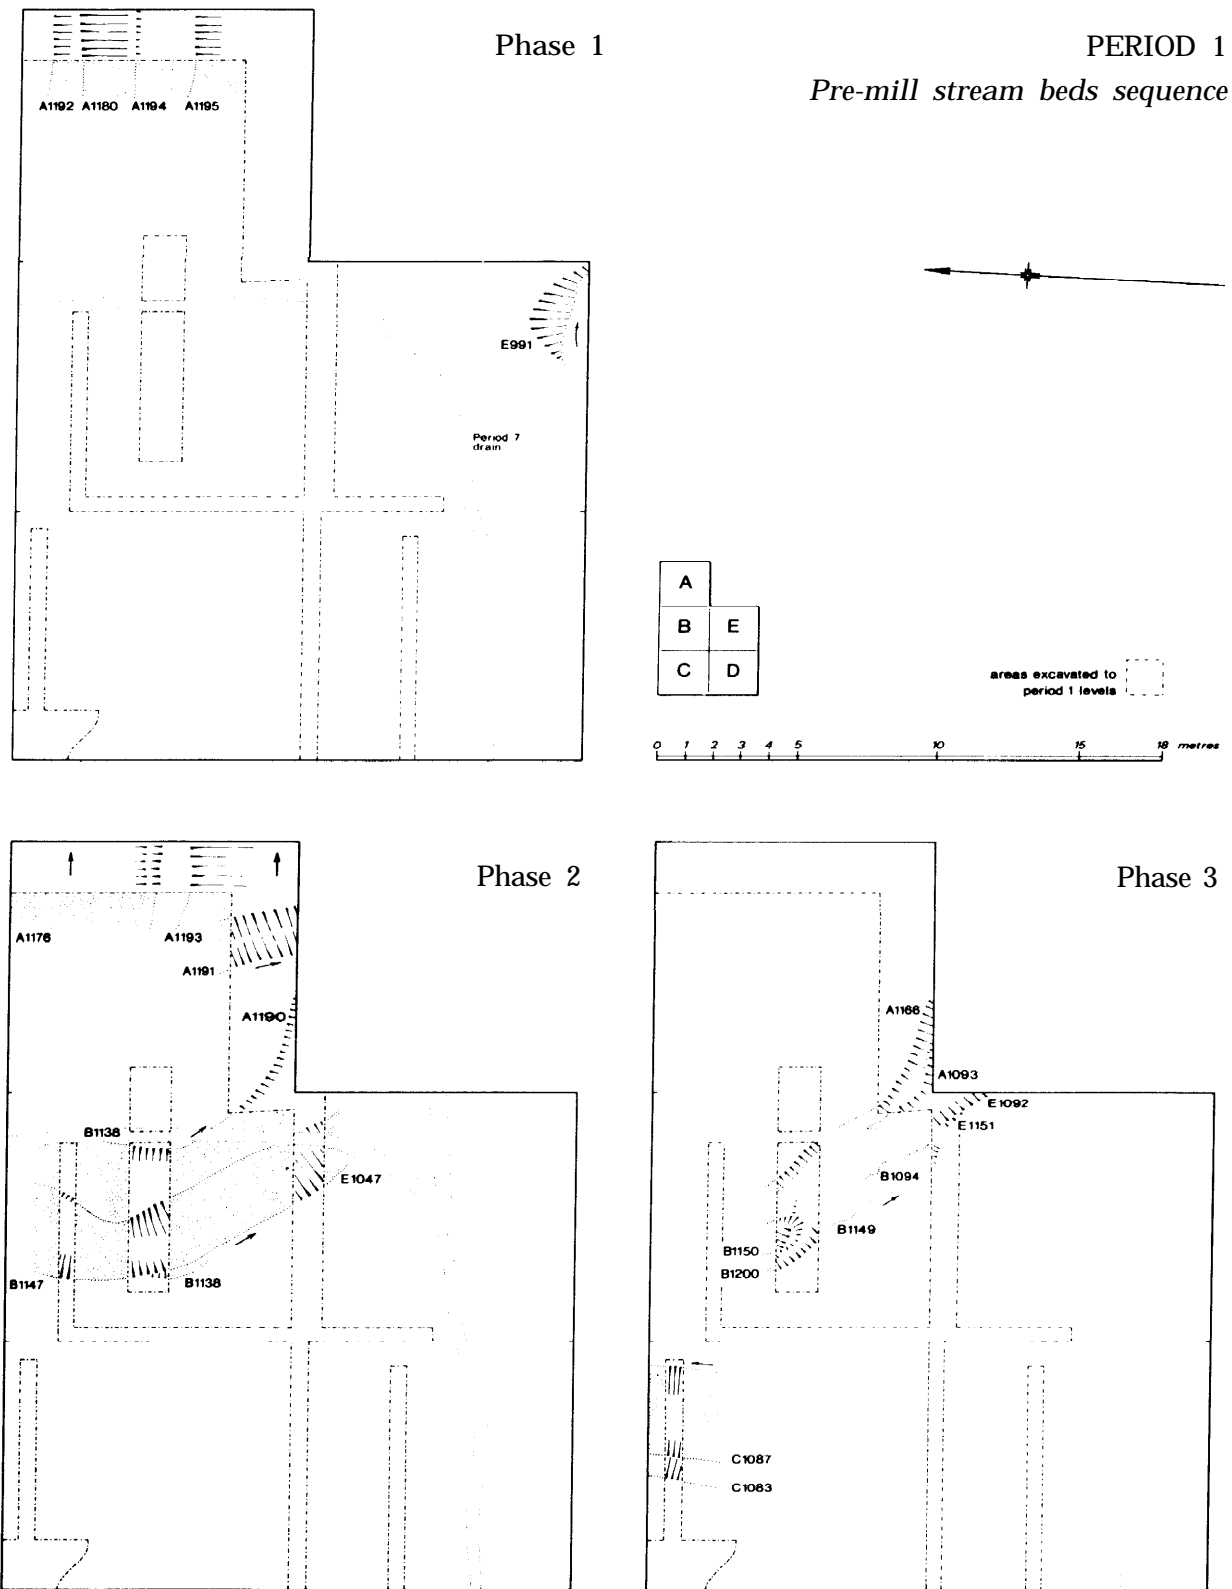 Phase 1
PERIOD 1
Pre-mill stream beds sequence
A1192 A1180 A1194 A1195
E991
Period 7
drain
A
B E
C D
areas excavated to
period 1 levels
0 1 2 3 4 5 10 15 18 metres
Phase 2
A1176
A1193
A1191
A1190
B1138
E1047
B1147
B1138
Phase 3
A1166
A1093
E1092
E1151
B1094
B1149
B1150
B1200
C1087
C1083